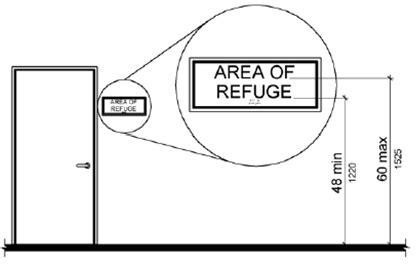 AREA OF
REFUGE
AREA OF
REFUGE
48 min
1220
60 max
1525